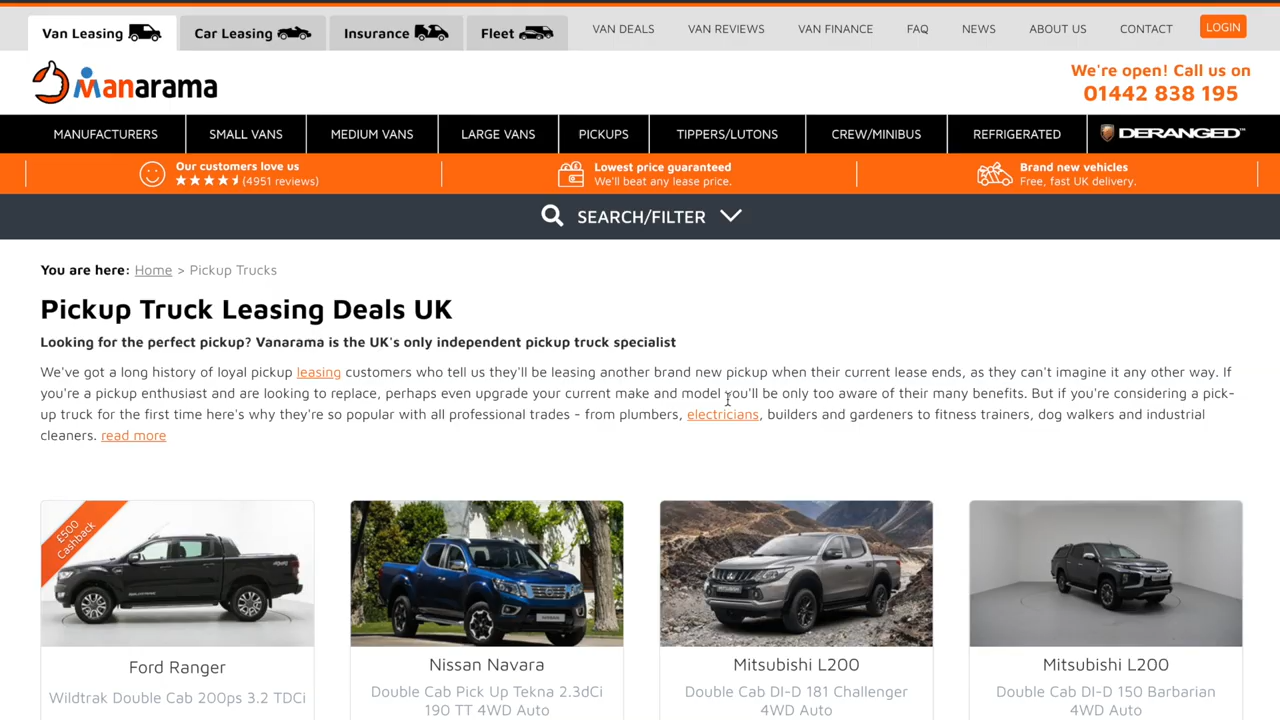 Van Leasing
Car Leasing
Insurance
Fleet
VAN DEALS
VAN REVIEWS
VAN FINANCE
FAQ
NEWS
ABOUT US
CONTACT
LOGIN
manarama
We're open! Call us on
01442 838 195
MANUFACTURERS
SMALL VANS
MEDIUM VANS
LARGE VANS
PICKUPS
TIPPERS/LUTONS
CREW/MINIBUS
REFRIGERATED
DERANGED
Our customers love us
(4951 reviews)
Lowest price guaranteed
We'll beat any lease price.
Brand new vehicles
Free, fast UK delivery.
SEARCH/FILTER
You are here: Home > Pickup Trucks
Pickup Truck Leasing Deals UK
Looking for the perfect pickup? Vanarama is the UK's only independent pickup truck specialist
We've got a long history of loyal pickup leasing customers who tell us they'll be leasing another brand new pickup when their current lease ends, as they can't imagine it any other way. If
you're a pickup enthusiast and are looking to replace, perhaps even upgrade your current make and model you'll be only too aware of their many benefits. But if you're considering a pick-
up truck for the first time here's why they're so popular with all professional trades - from plumbers, electricians, builders and gardeners to fitness trainers, dog walkers and industrial
cleaners. read more
£500
Cashback
Ford Ranger
Wildtrak Double Cab 200ps 3.2 TDCi
Nissan Navara
Double Cab Pick Up Tekna 2.3dCi
190 TT 4WD Auto
Mitsubishi L200
Double Cab DI-D 181 Challenger
4WD Auto
Mitsubishi L200
Double Cab DI-D 150 Barbarian
4WD Auto